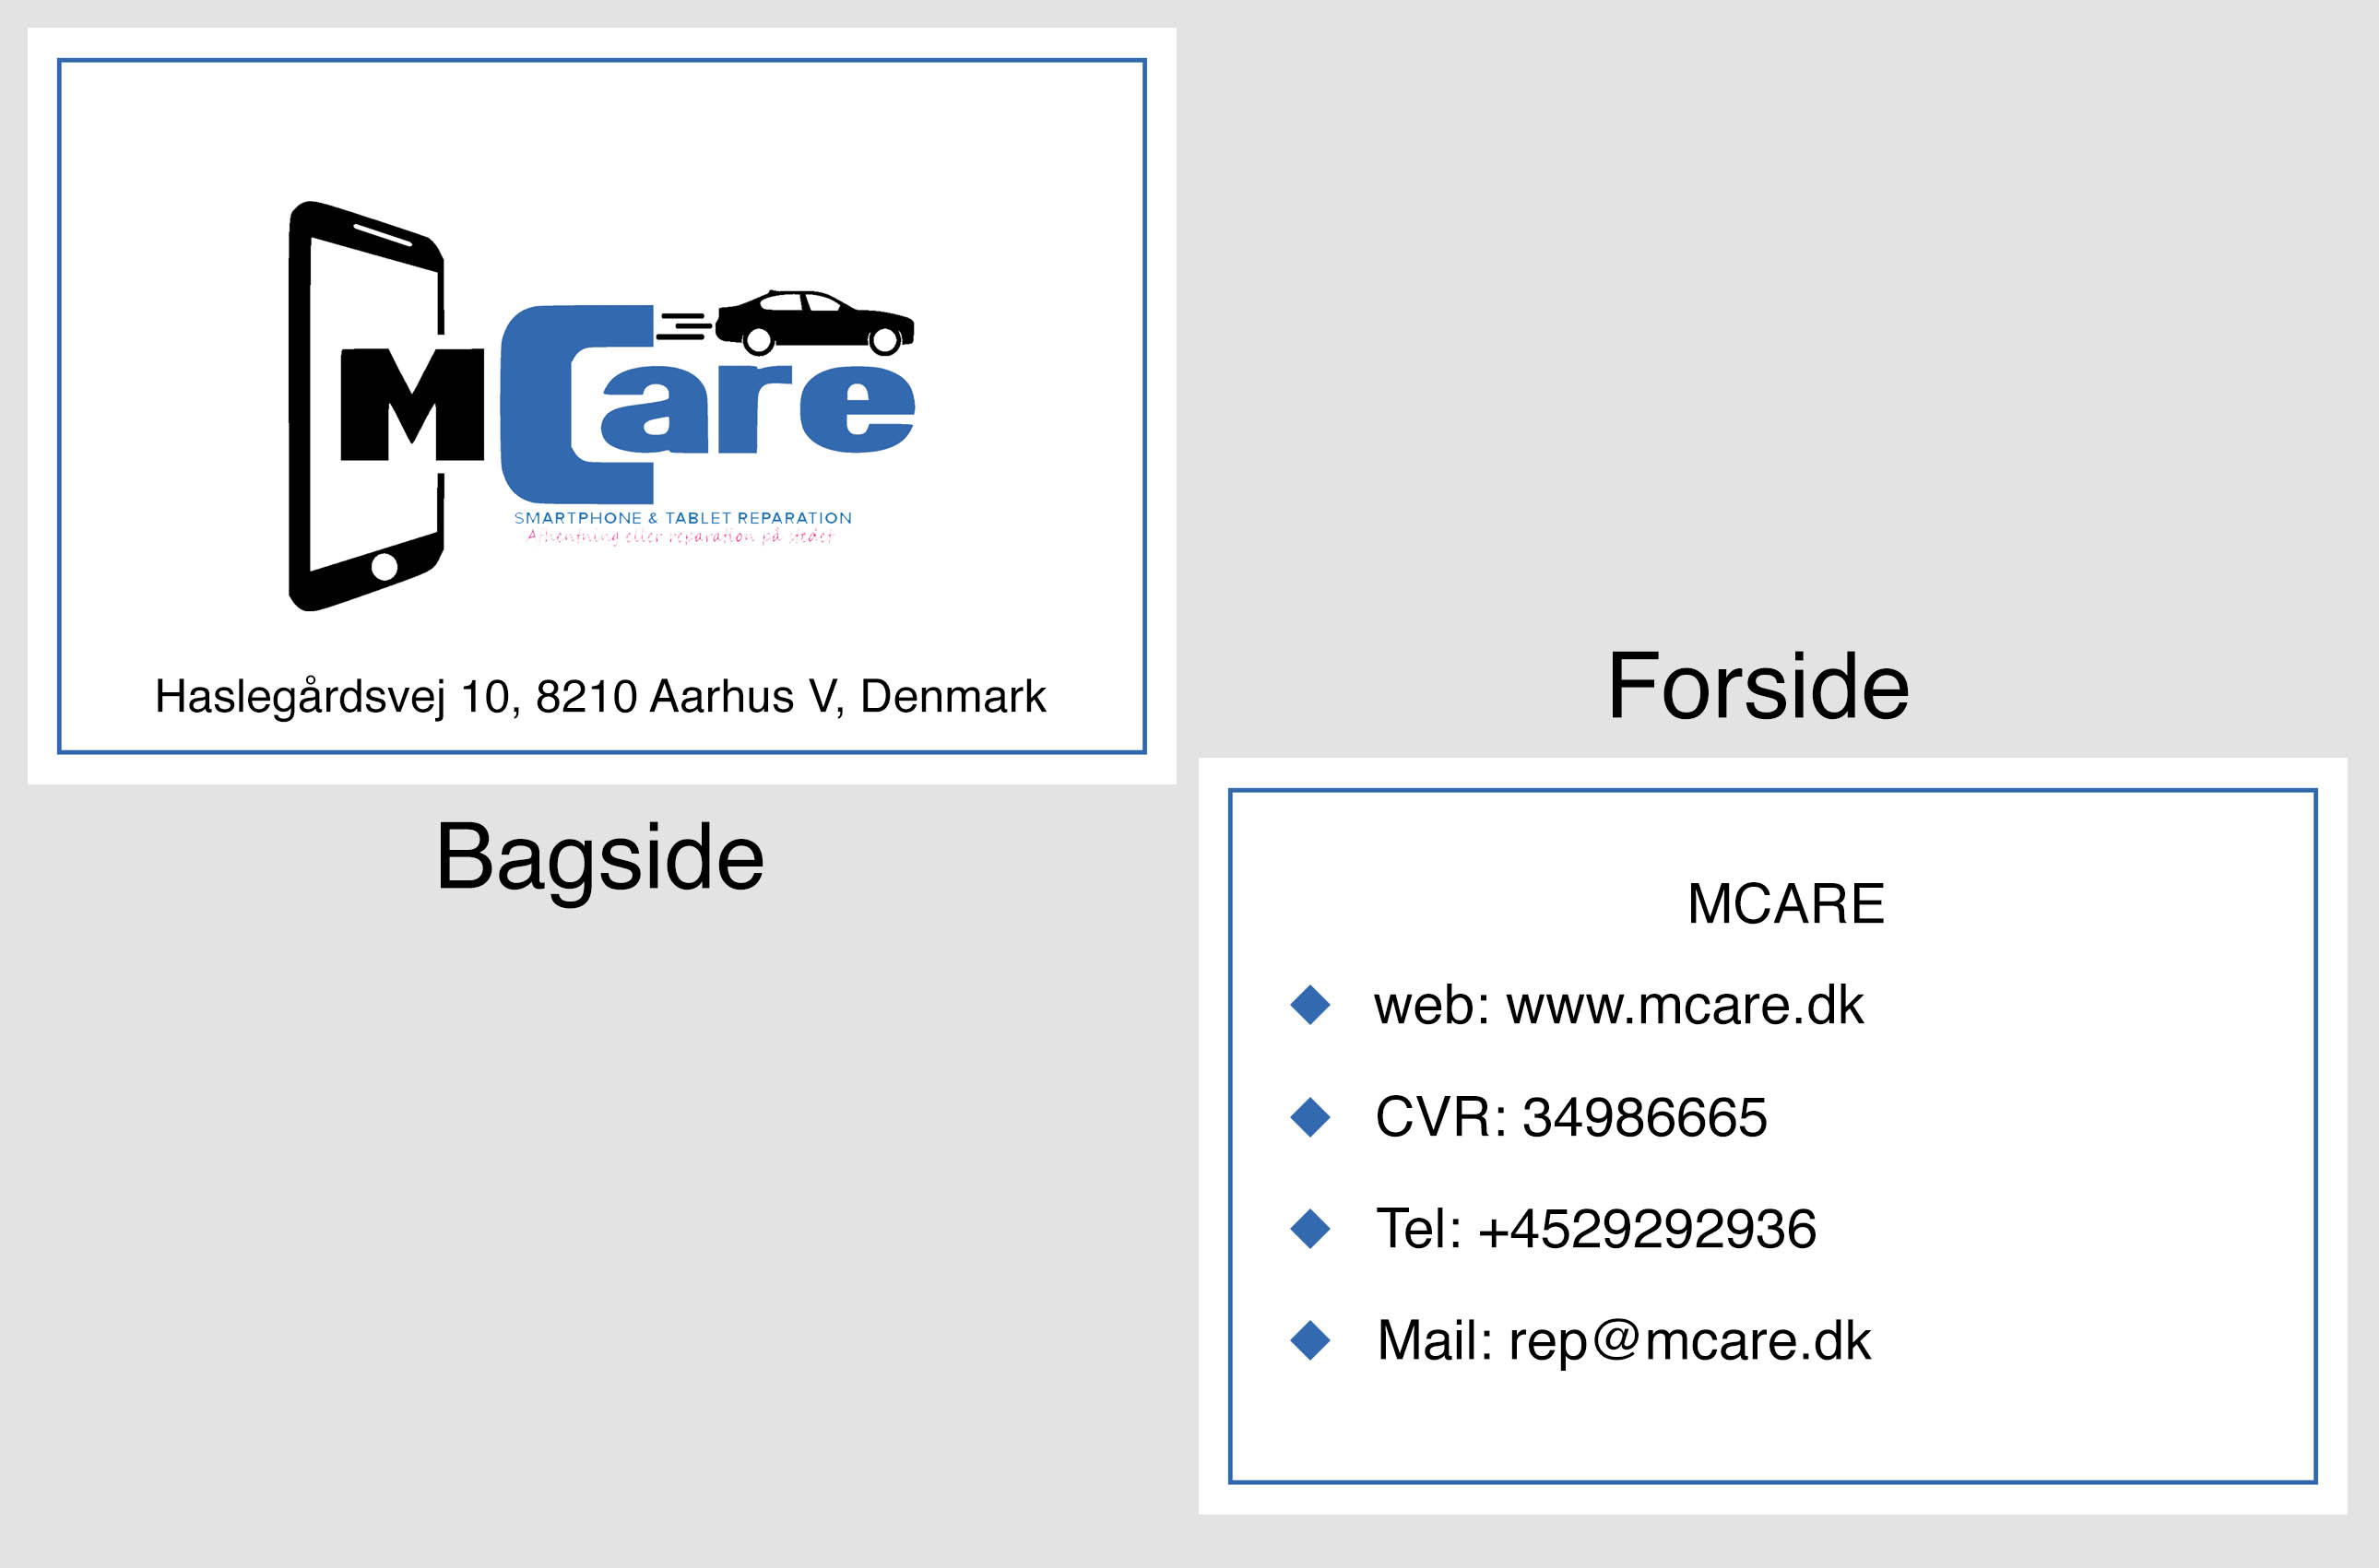 MCare
SMARTPHONE & TABLET REPARATION
Afhentning eller reparation på stedet
Haslegårdsvej 10, 8210 Aarhus V, Denmark
Bagside
Forside
MCARE
web: www.mcare.dk
CVR: 34986665
Tel: +4529292936
Mail: rep@mcare.dk